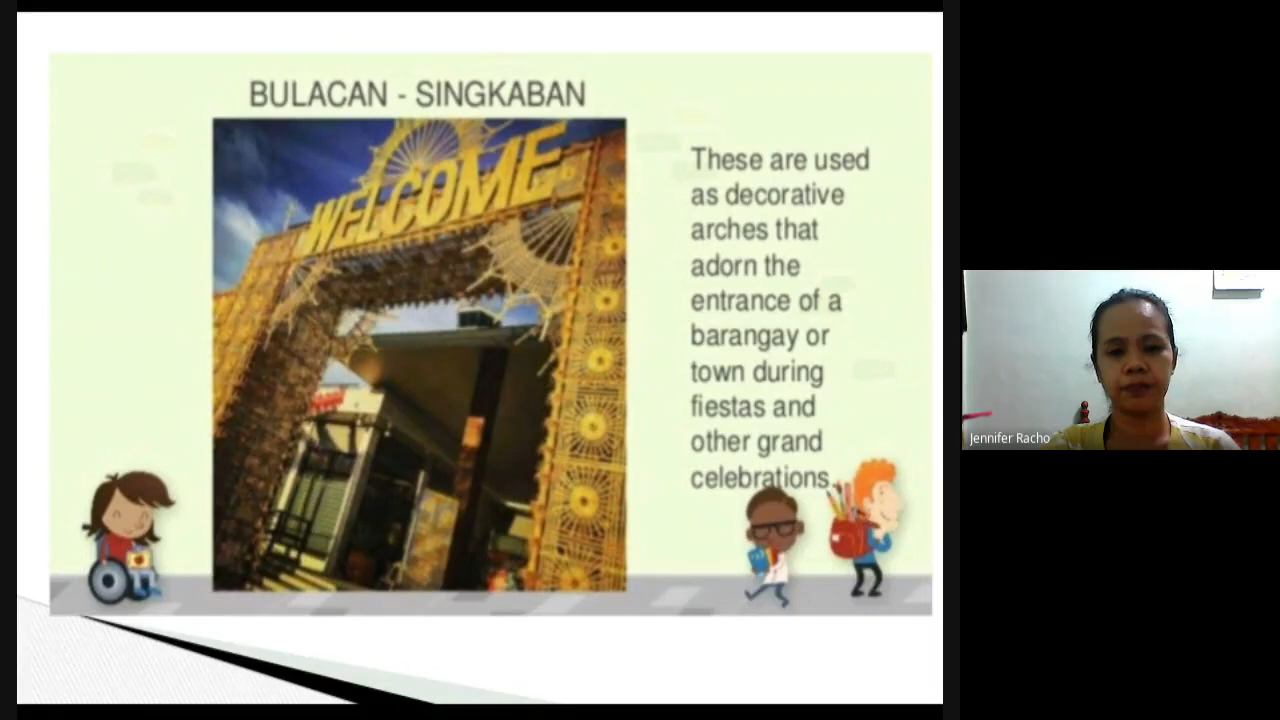 BULACAN - SINGKABAN
WELCOME
These are used
as decorative
arches that
adorn the
entrance of a
barangay or
town during
fiestas and
other grand
celebrations.
Jennifer Racho